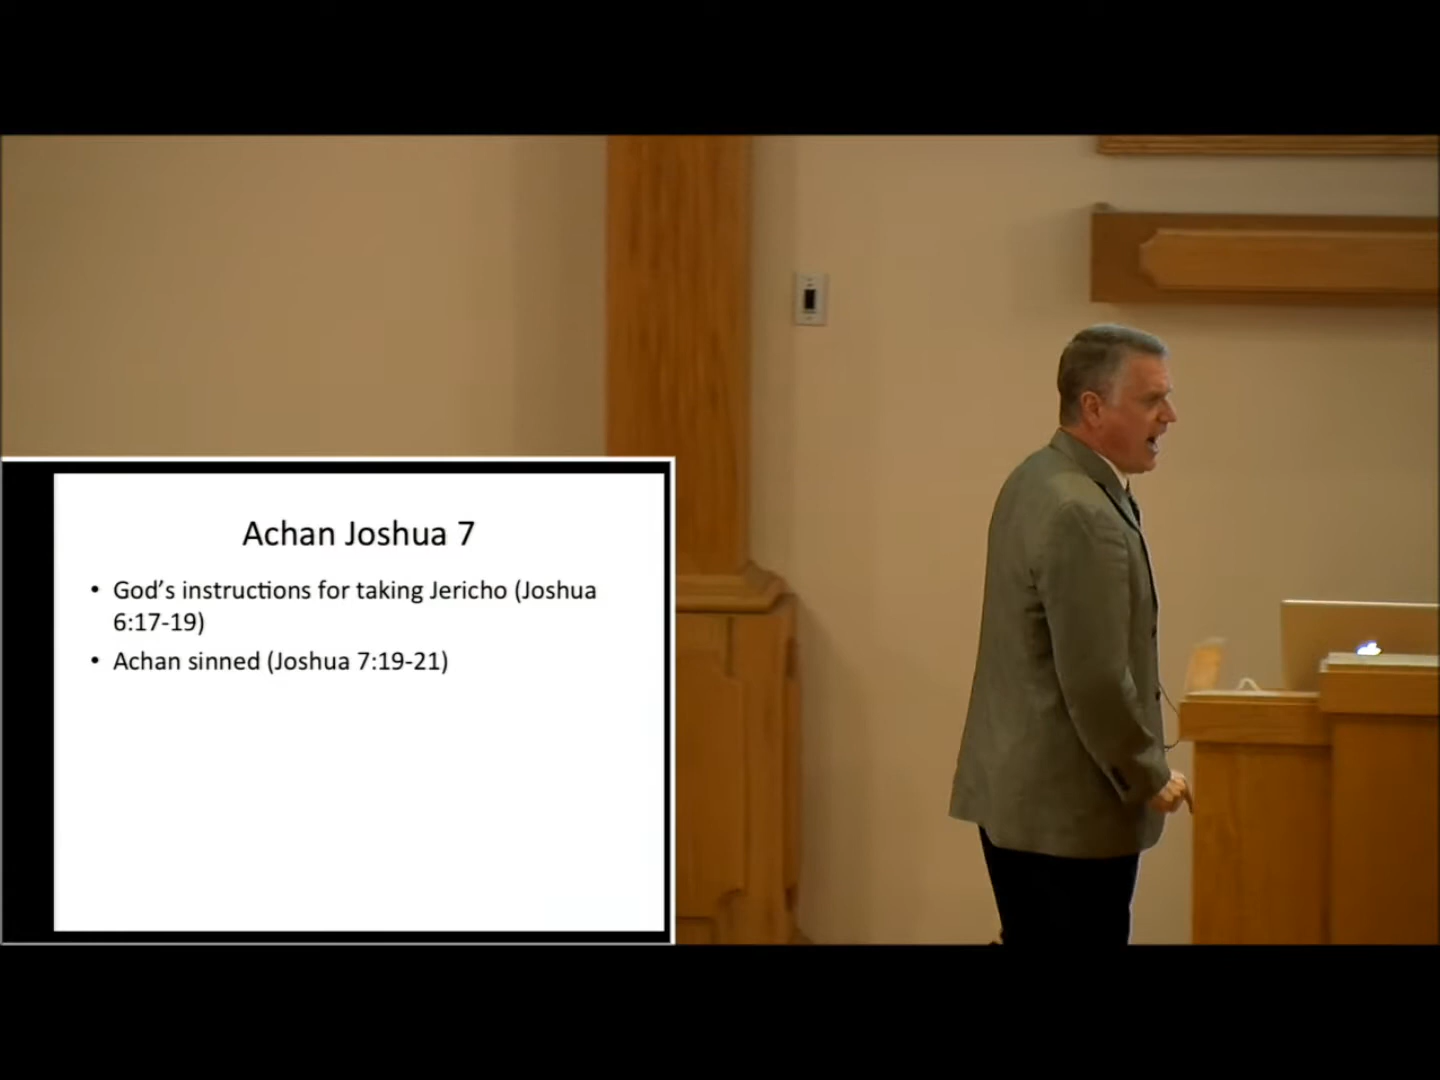 Achan Joshua 7
• God's instructions for taking Jericho (Joshua
6:17-19)
• Achan sinned (Joshua 7:19-21)